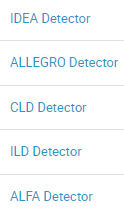 IDEA Detector
ALLEGRO Detector
CLD Detector
ILD Detector
ALFA Detector